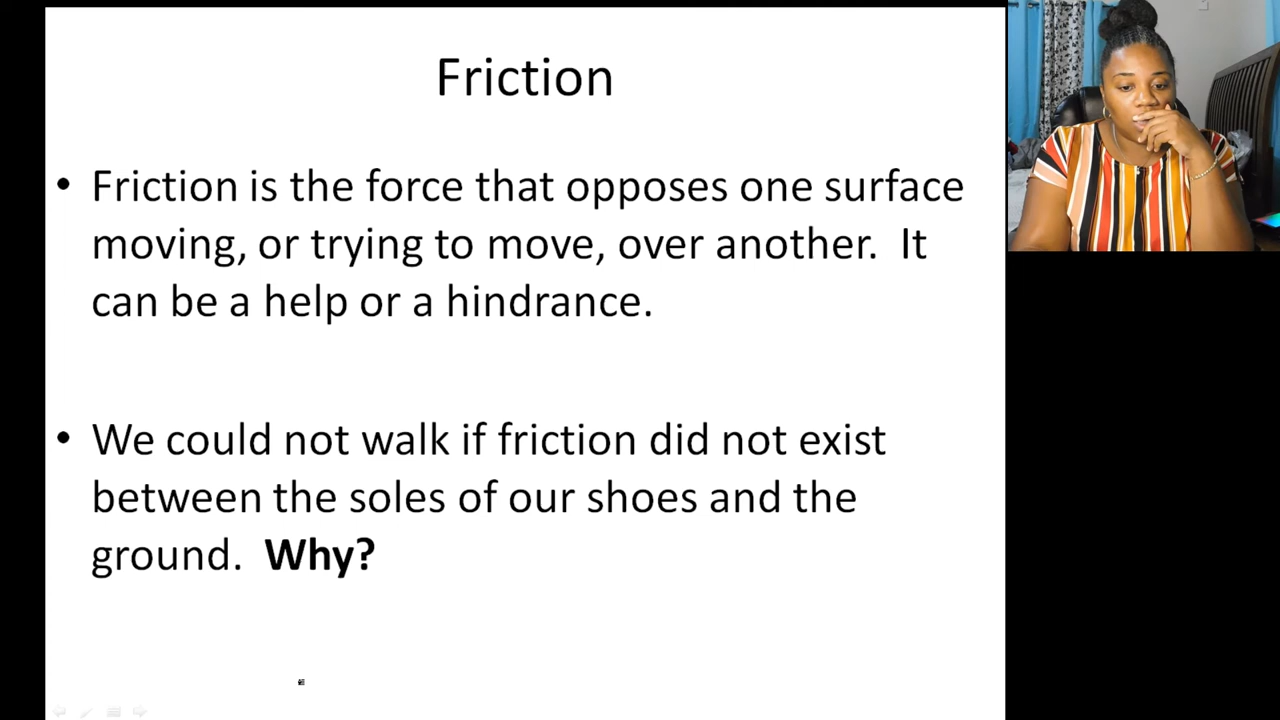 Friction
• Friction is the force that opposes one surface
moving, or trying to move, over another.  It
can be a help or a hindrance.
• We could not walk if friction did not exist
between the soles of our shoes and the
ground.  Why?